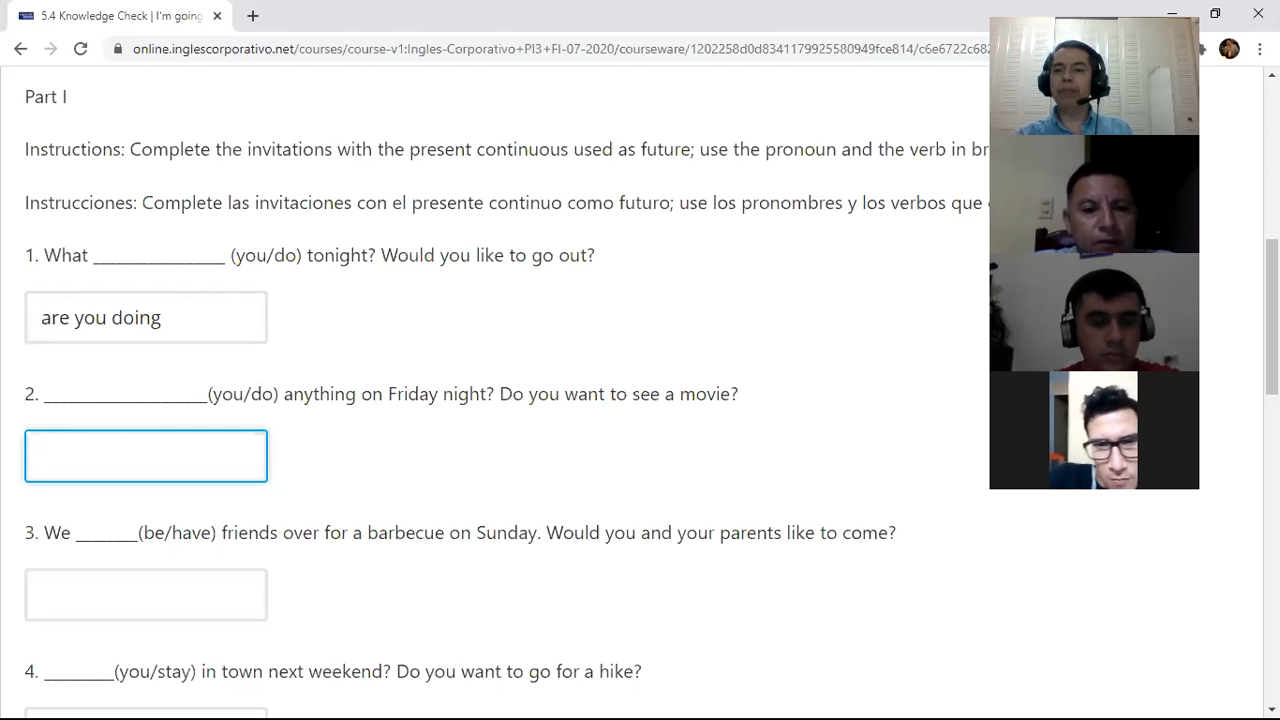 5.4 Knowledge Check | I'm going
online.inglescorporativo.net/courses/course-v1:Ingles-Corporativo+PI3+FI-07-2020/courseware/1202258d0d8341179925580949fce814/c6e6722c682
Part I
Instructions: Complete the invitations with the present continuous used as future; use the pronoun and the verb in br
Instrucciones: Complete las invitaciones con el presente continuo como futuro; use los pronombres y los verbos que
1. What ________________ (you/do) tonight? Would you like to go out?
are you doing
2. ____________________(you/do) anything on Friday night? Do you want to see a movie?
3. We _______(be/have) friends over for a barbecue on Sunday. Would you and your parents like to come?
4. ________(you/stay) in town next weekend? Do you want to go for a hike?